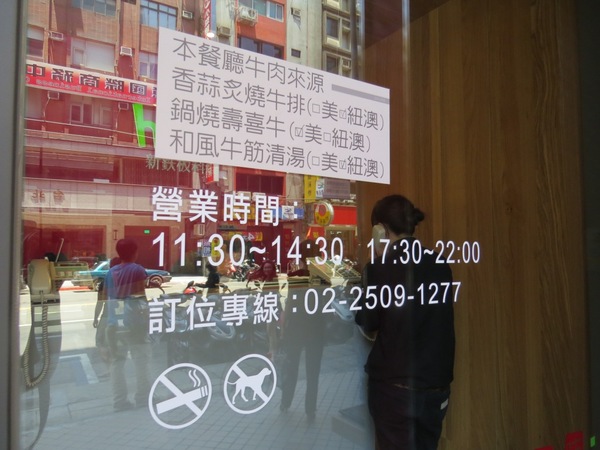 本餐廳牛肉來源
香蒜炙燒牛排(□美☑紐澳)
鍋燒壽喜牛(☑美□紐澳)
和風牛筋清湯(□美☑紐澳)
營業時間:
11:30~14:30 17:30~22:00
訂位專線:02-2509-1277